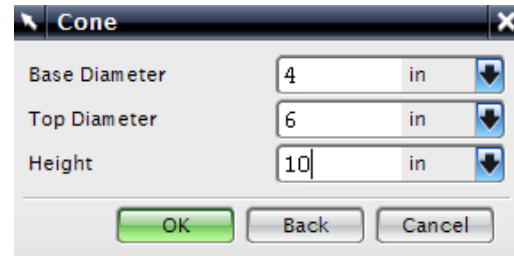 Cone
Base Diameter 4 in
Top Diameter 6 in
Height 10 in
OK Back Cancel